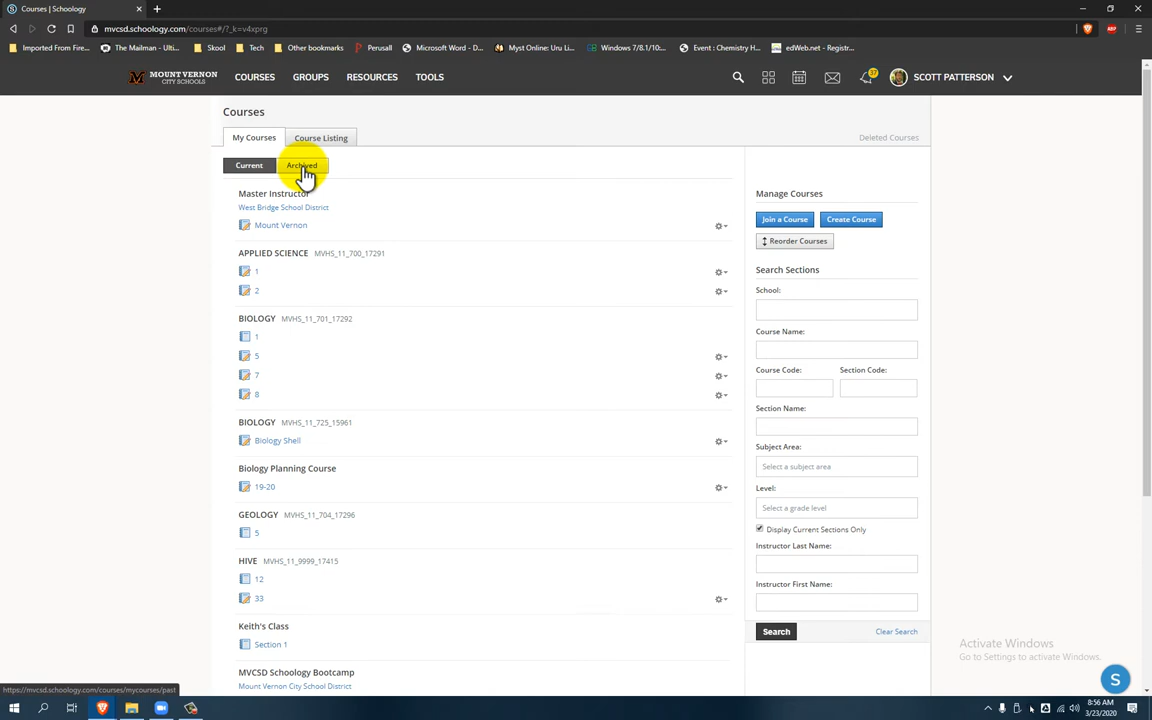 Courses | Schoology
mvcsd.schoology.com/courses#/?_k=v4xprg
Imported From Fire... The Mailman - Ulti... Skool Tech Other bookmarks Perusall Microsoft Word - D... Myst Online: Uru Li... Windows 7/8.1/10:... Event : Chemistry H... edWeb.net - Register...
MOUNT VERNON
CITY SCHOOLS
COURSES GROUPS RESOURCES TOOLS 37 SCOTT PATTERSON
Courses
My Courses Course Listing Deleted Courses
Current Archived
Master Instructor
West Bridge School District
Mount Vernon
APPLIED SCIENCE MVHS_11_700_17291
1
2
BIOLOGY MVHS_11_701_17292
1
5
7
8
BIOLOGY MVHS_11_725_15961
Biology Shell
Biology Planning Course
19-20
GEOLOGY MVHS_11_704_17296
5
HIVE MVHS_11_9999_17415
12
33
Keith's Class
Section 1
MVCSD Schoology Bootcamp
Mount Vernon City School District
Manage Courses
Join a Course Create Course
Reorder Courses
Search Sections
School:
Course Name:
Course Code: Section Code:
Section Name:
Subject Area:
Select a subject area
Level:
Select a grade level
Display Current Sections Only
Instructor Last Name:
Instructor First Name:
Search Clear Search
Activate Windows
Go to Settings to activate Windows.
S
https://mvcsd.schoology.com/courses/mycourses/past
8:56 AM
3/23/2020